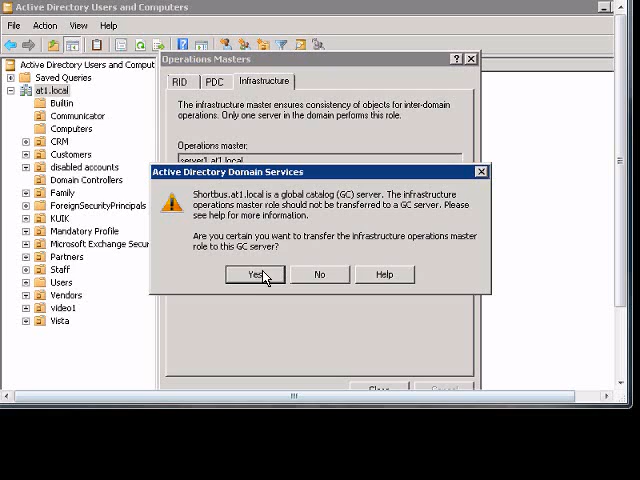 Active Directory Users and Computers
File Action View Help
Operations Masters
Active Directory Users and Comput
Saved Queries
at1.local
Builtin
Communicator
Computers
CRM
Customers
disabled accounts
Domain Controllers
Family
ForeignSecurityPrincipals
KUIK
Mandatory Profile
Microsoft Exchange Secur
Partners
Staff
Users
Vendors
video1
Vista
RID PDC Infrastructure
The infrastructure master ensures consistency of objects for inter-domain
operations. Only one server in the domain performs this role.
Operations master:
server1.at1.local
Active Directory Domain Services
Shortbus.at1.local is a global catalog (GC) server. The infrastructure
operations master role should not be transferred to a GC server. Please
see help for more information.
Are you certain you want to transfer the infrastructure operations master
role to this GC server?
Yes No Help
Close Cancel